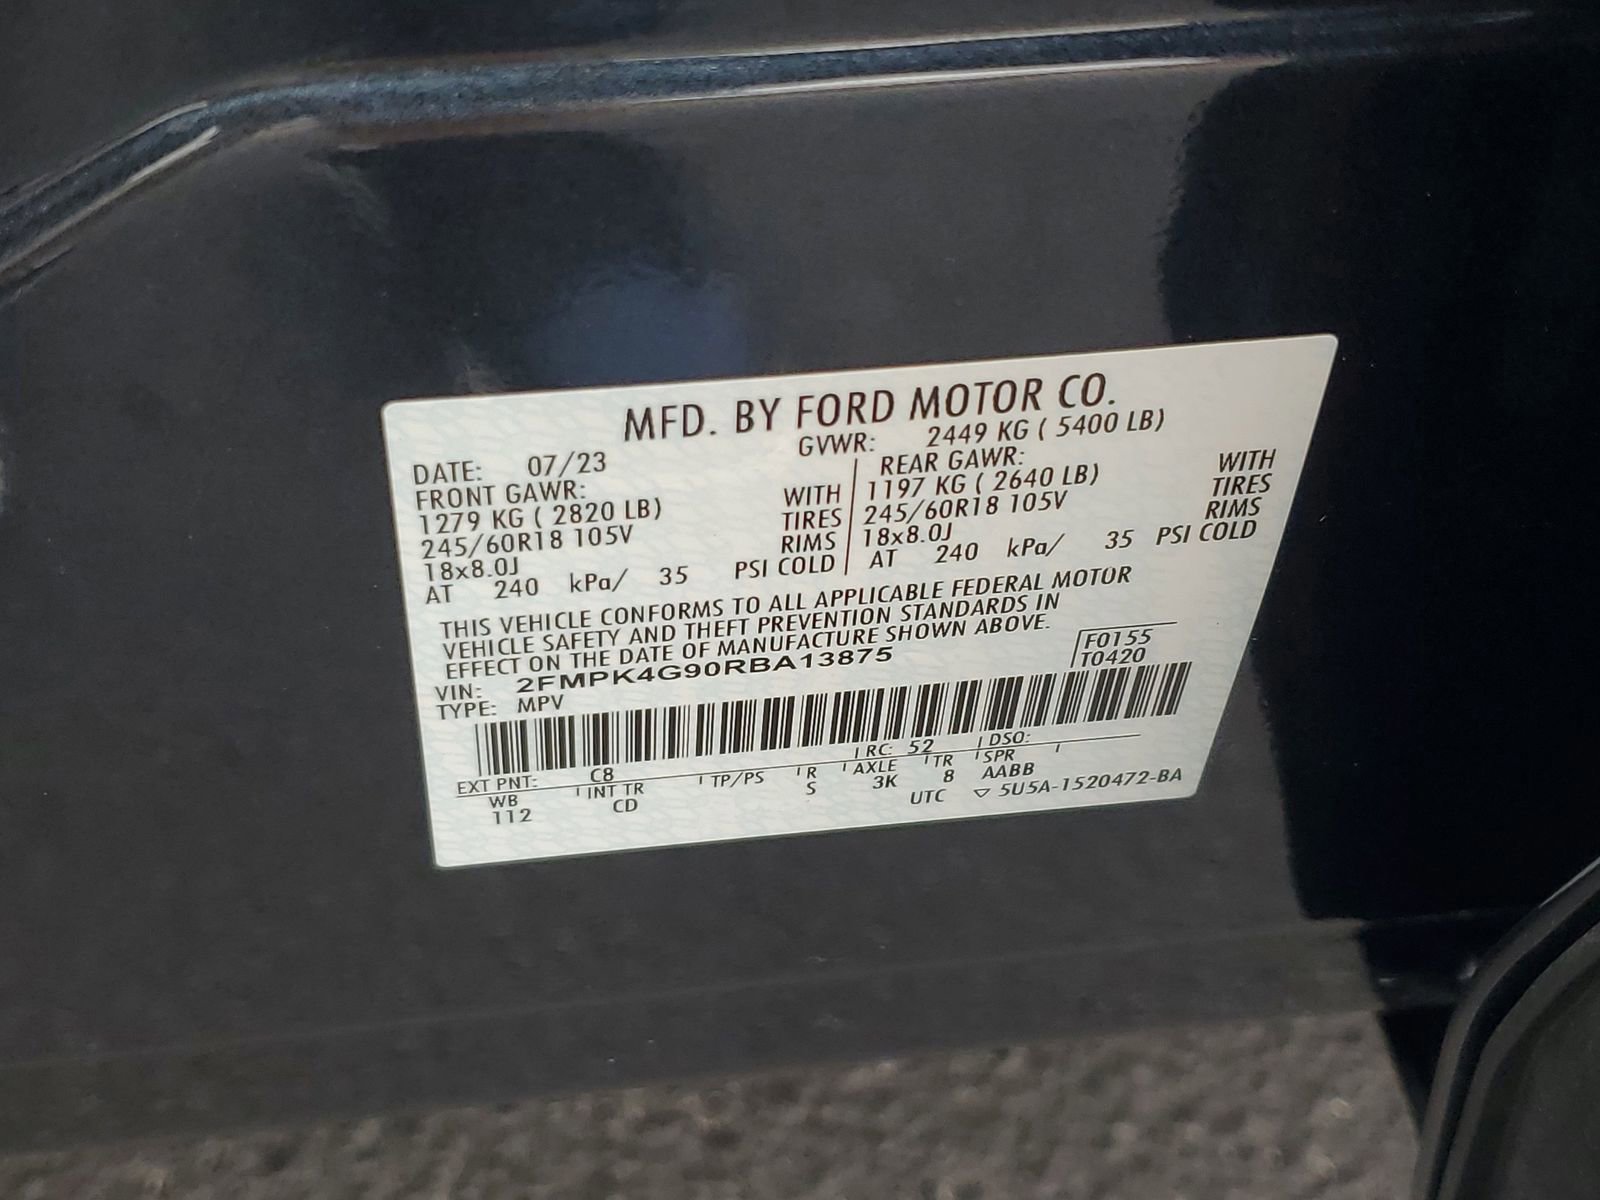 MFD. BY FORD MOTOR CO.
DATE: 07/23 GVWR: 2449 KG ( 5400 LB)
FRONT GAWR: REAR GAWR:
1279 KG ( 2820 LB) WITH 1197 KG ( 2640 LB) WITH
245/60R18 105V TIRES 245/60R18 105V TIRES
18x8.0J RIMS 18x8.0J RIMS
AT 240 kPa/ 35 PSI COLD AT 240 kPa/ 35 PSI COLD
THIS VEHICLE CONFORMS TO ALL APPLICABLE FEDERAL MOTOR
VEHICLE SAFETY AND THEFT PREVENTION STANDARDS IN
EFFECT ON THE DATE OF MANUFACTURE SHOWN ABOVE.
VIN: 2FMPK4G90RBA13875 F0155
TYPE: MPV T0420
EXT PNT: C8 RC: 52 DSO:
WB INT TR TP/PS R AXLE TR SPR
112 CD S 3K 8 AABB
UTC ▽ 5U5A-1520472-BA